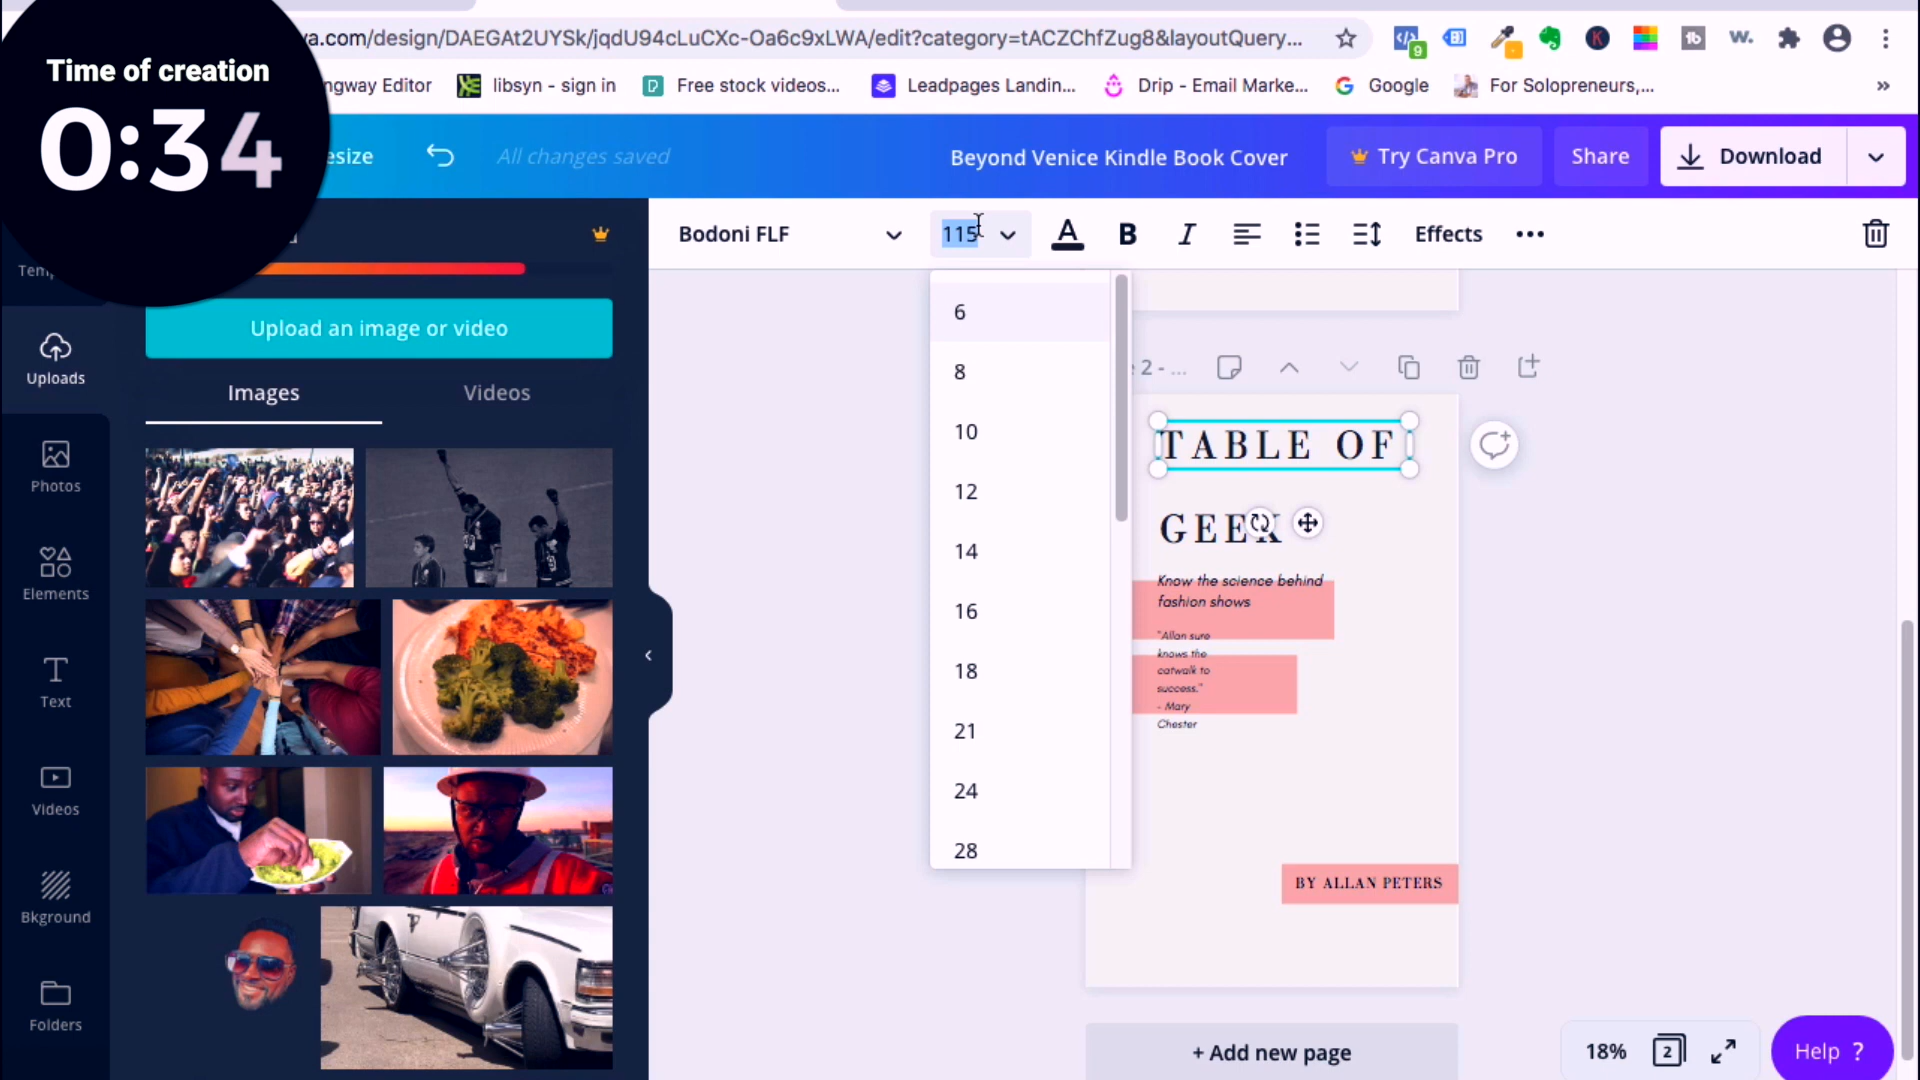 Time of creation
0:34
va.com/design/DAEGAt2UYSk/jqdU94cLuCXc-Oa6c9xLWA/edit?category=tACZChfZug8&layoutQuery...
9
ngway Editor
libsyn - sign in
Free stock videos...
Leadpages Landin...
Drip - Email Marke...
Google
For Solopreneurs,...
»
esize
All changes saved
Beyond Venice Kindle Book Cover
Try Canva Pro
Share
Download
Bodoni FLF
115
A
B
I
Effects
Upload an image or video
Images
Videos
Uploads
Photos
Elements
Text
Videos
Bkground
Folders
6
8
10
12
14
16
18
21
24
28
2 - ...
TABLE OF
GEEK
Know the science behind
fashion shows
"Allan sure
knows the
catwalk to
success."
- Mary
Chester
BY ALLAN PETERS
+ Add new page
18%
2
Help ?